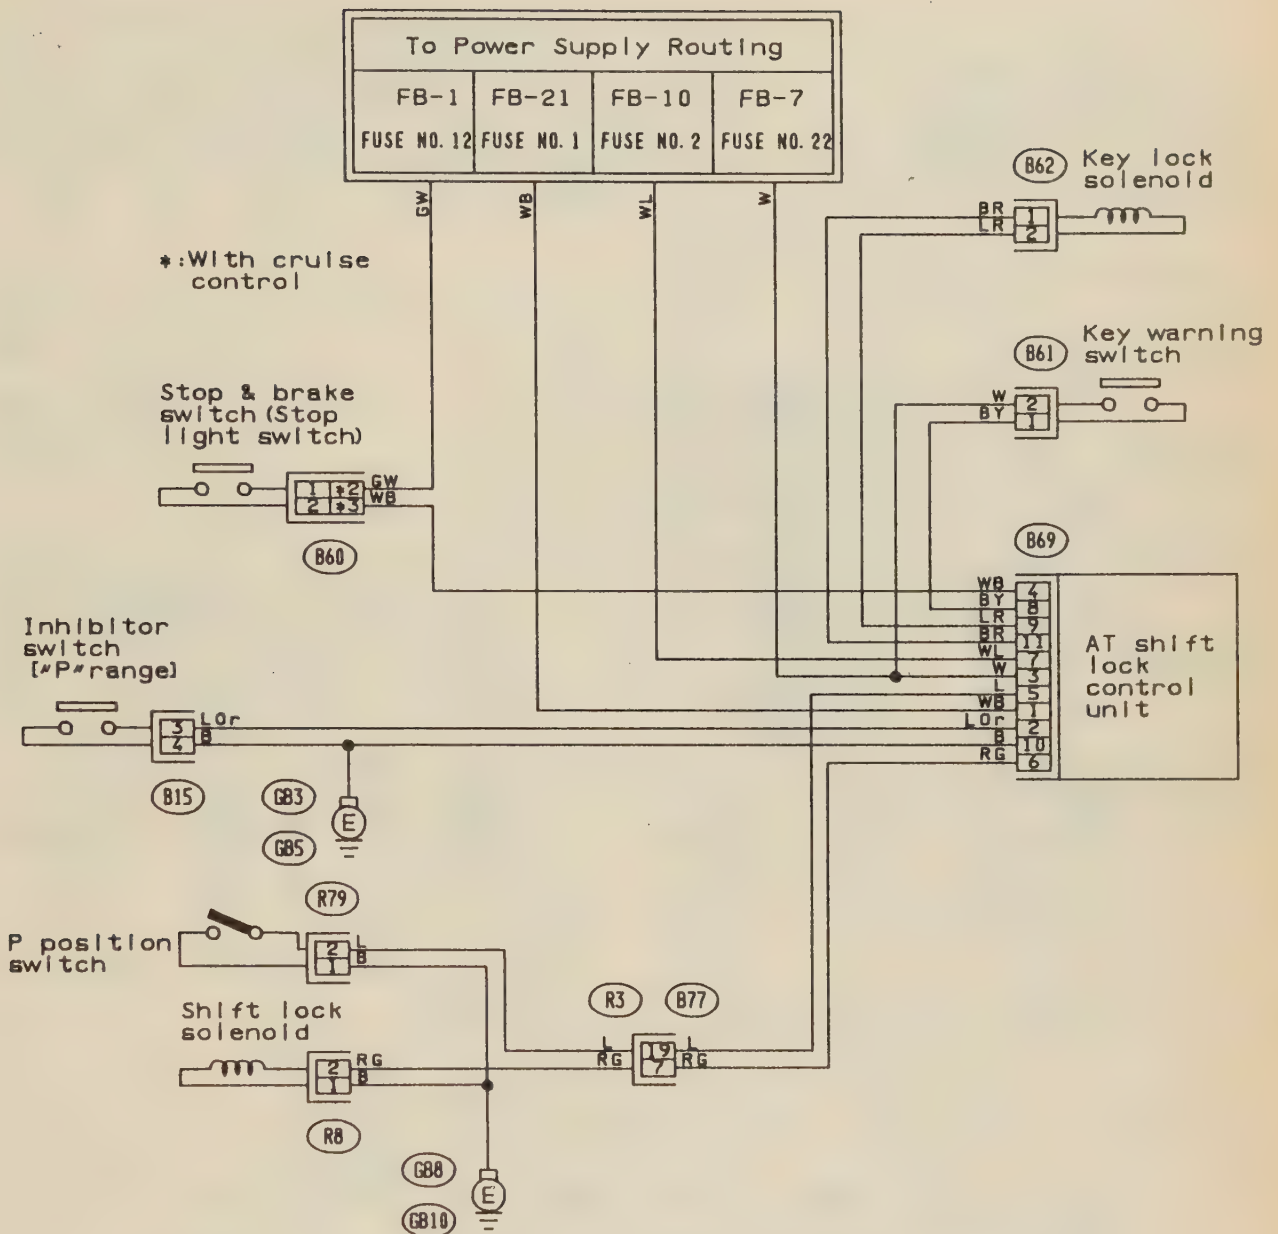 To Power Supply Routing
FB-1 FB-21 FB-10 FB-7
FUSE NO. 12 FUSE NO. 1 FUSE NO. 2 FUSE NO. 22
GW WB WL W
*:With cruise
control
B62
Key lock
solenoid
BR 1
LR 2
B61
Key warning
switch
W 2
BY 1
Stop & brake
switch (Stop
light switch)
1 *2 GW
2 *3 WB
B60
B69
WB 4
BY 8
LR 9
BR 11
WL 7
W 3
L 5
WB 1
LOr 2
B 10
RG 6
AT shift
lock
control
unit
Inhibitor
switch
["P"range]
3 LOr
4 B
B15
GB3
GB5
E
R79
P position
switch
2 L
1 B
Shift lock
solenoid
2 RG
1 B
R8
R3 B77
L 19 L
RG 7 RG
GB8
GB10
E